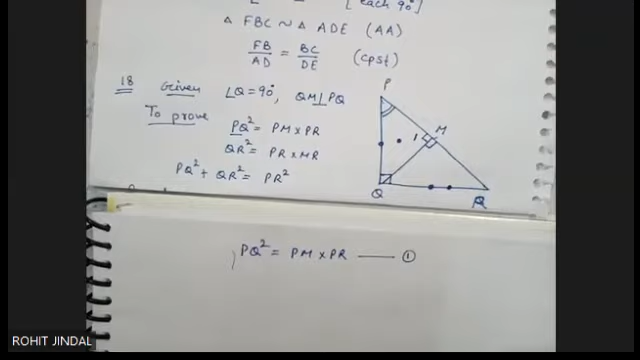 [each 90°]
△ FBC ~ △ ADE (AA)
FB/AD = BC/DE (cpst)
18 Given ∠Q = 90°, QM⊥PQ
To prove
PQ² = PM × PR
QR² = PR × MR
PQ² + QR² = PR²
P
M
1
Q
R
PQ² = PM × PR —— ①
ROHIT JINDAL